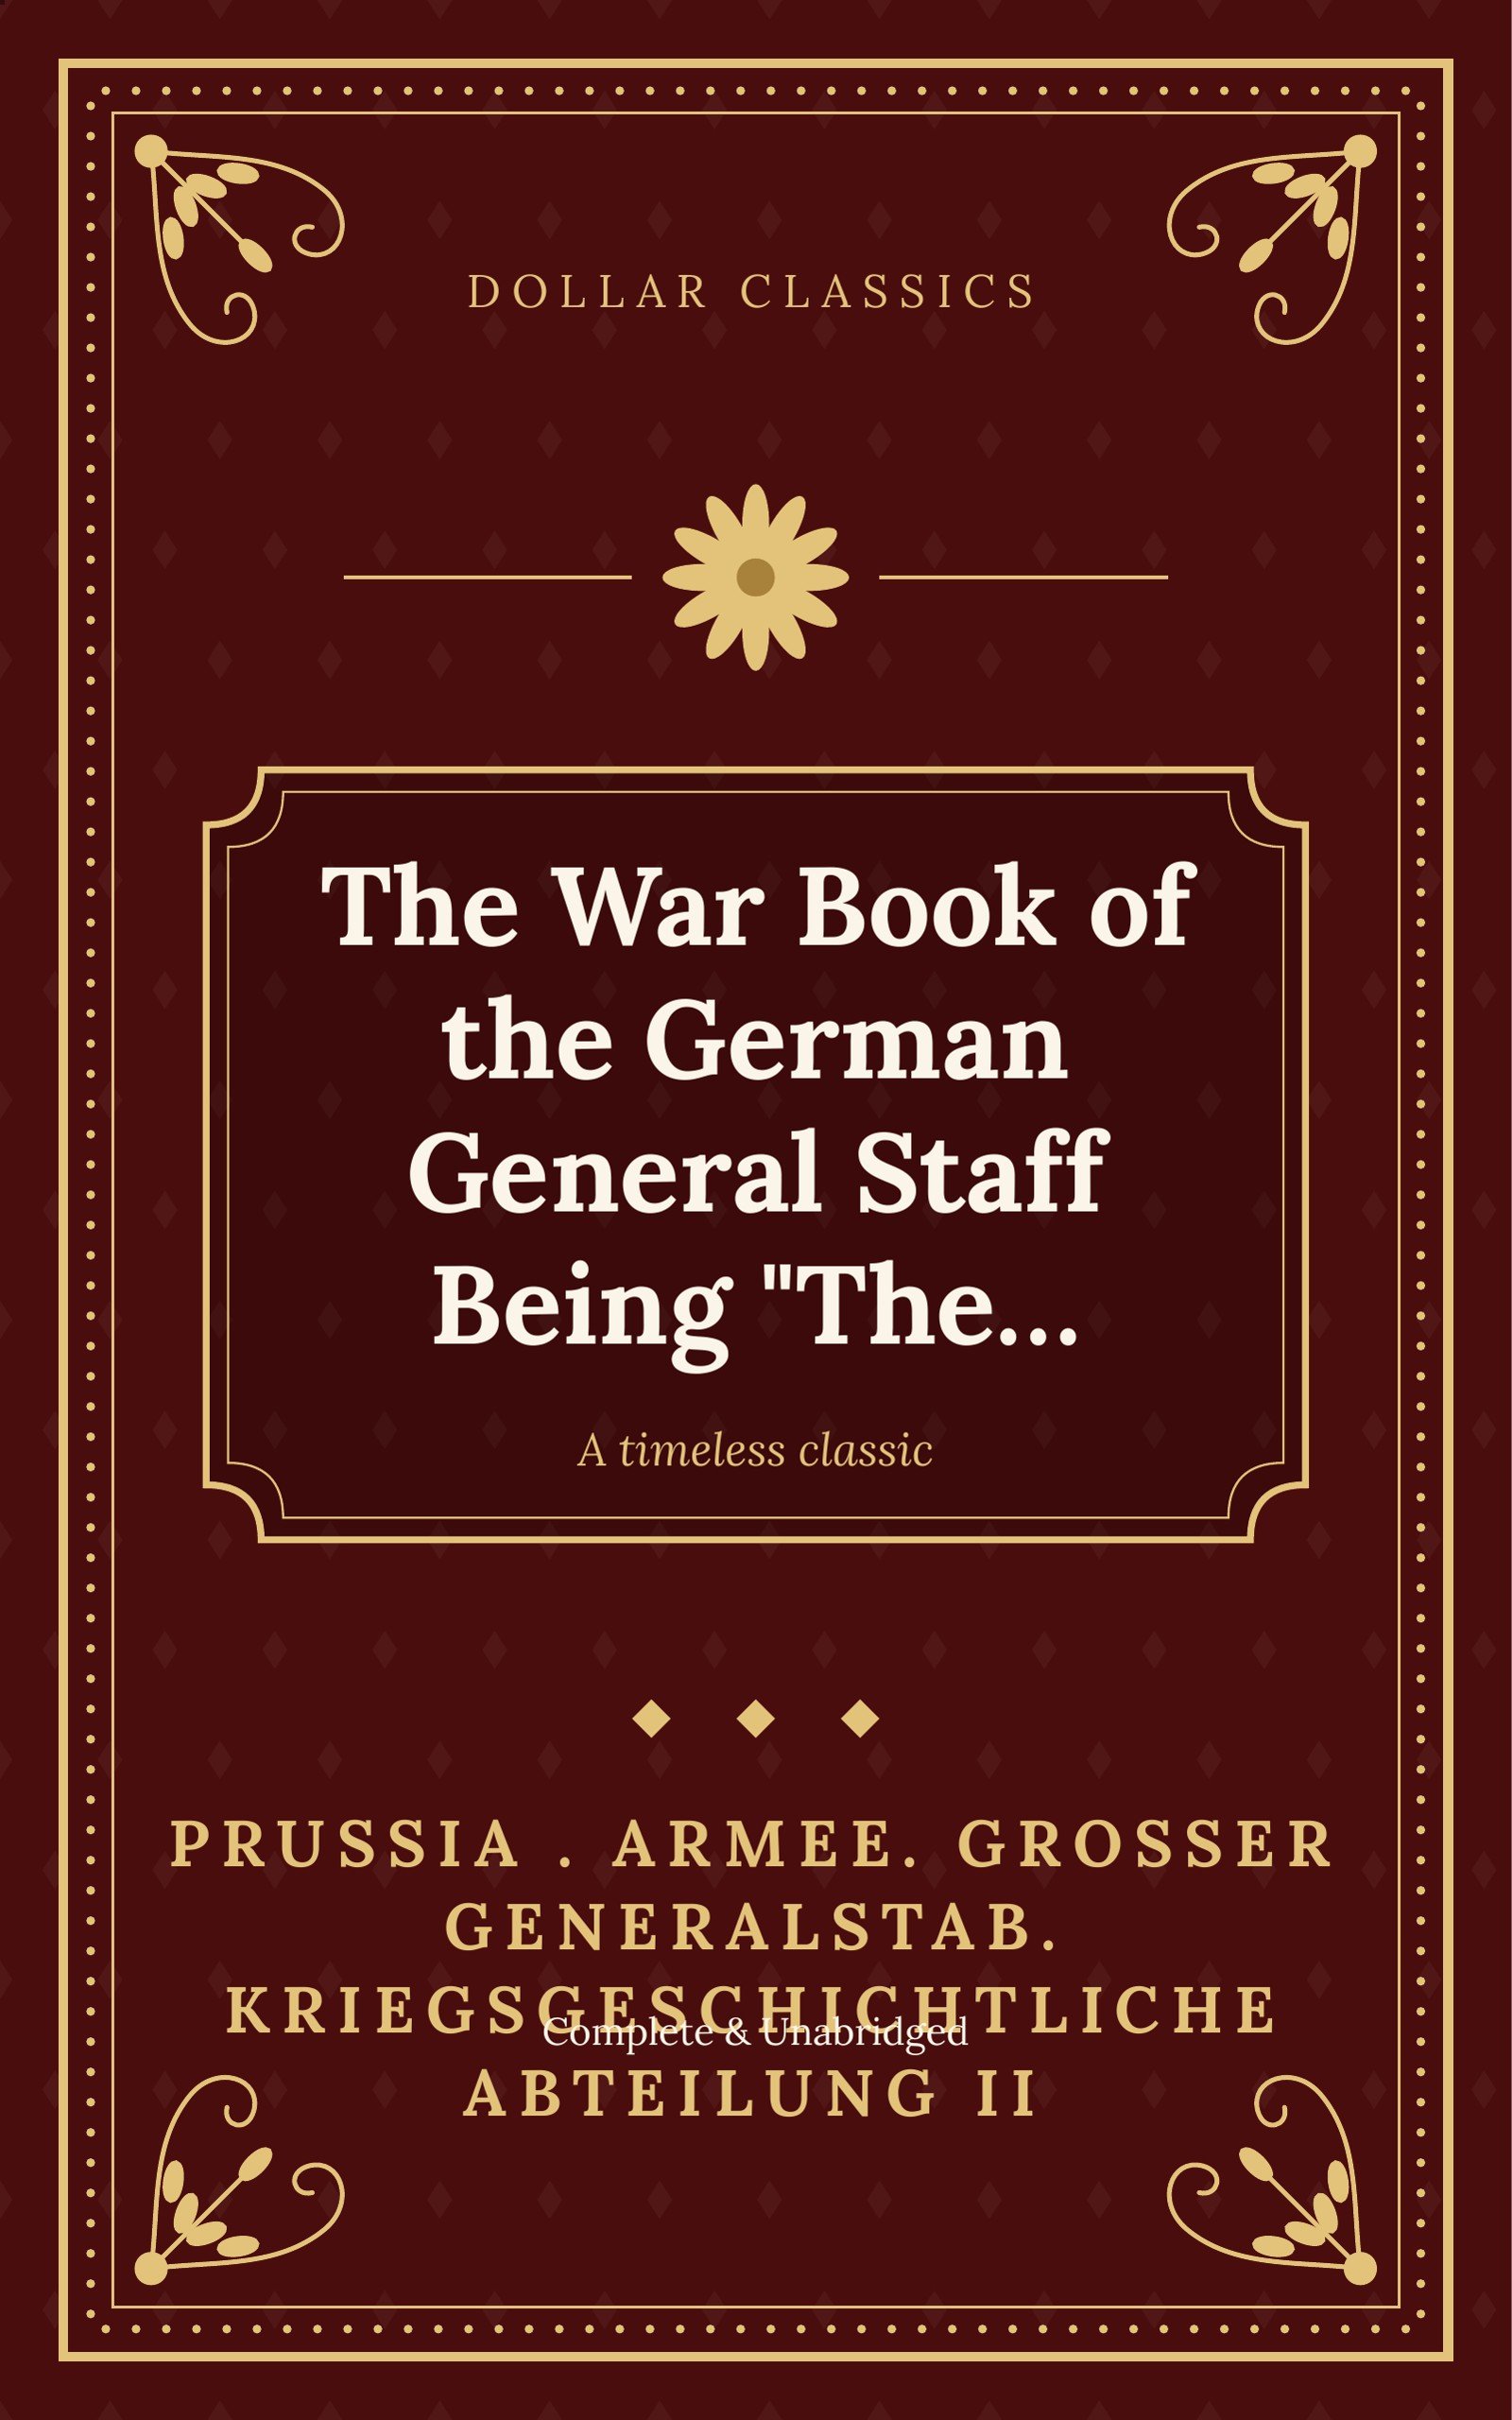 DOLLAR CLASSICS
The War Book of
the German
General Staff
Being "The...
A timeless classic
PRUSSIA . ARMEE. GROSSER
GENERALSTAB.
KRIEGSGESCHICHTLICHE
Complete & Unabridged
ABTEILUNG II